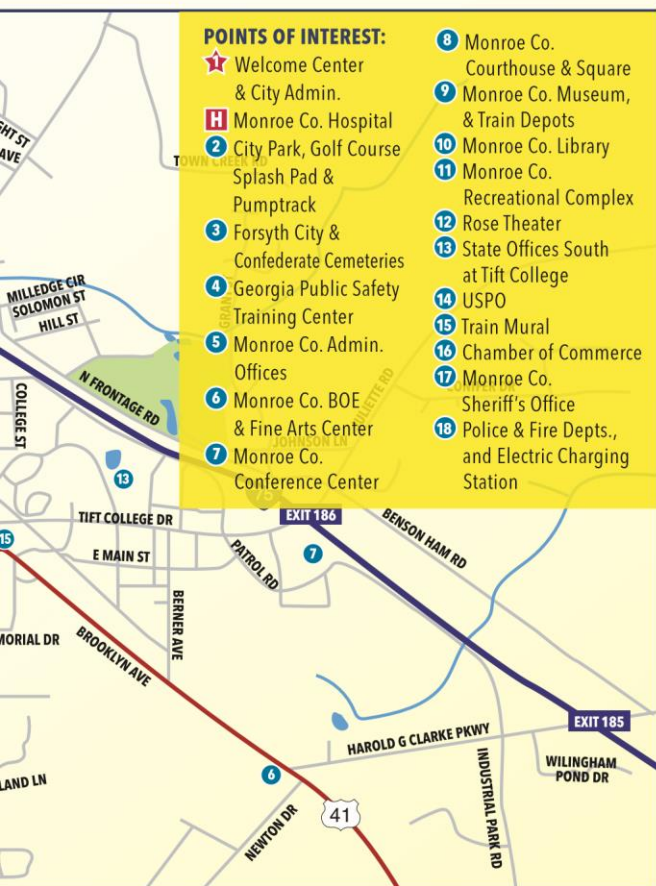 POINTS OF INTEREST:
1 Welcome Center
& City Admin.
H Monroe Co. Hospital
2 City Park, Golf Course
Splash Pad &
Pumptrack
3 Forsyth City &
Confederate Cemeteries
4 Georgia Public Safety
Training Center
5 Monroe Co. Admin.
Offices
6 Monroe Co. BOE
& Fine Arts Center
7 Monroe Co.
Conference Center
8 Monroe Co.
Courthouse & Square
9 Monroe Co. Museum,
& Train Depots
10 Monroe Co. Library
11 Monroe Co.
Recreational Complex
12 Rose Theater
13 State Offices South
at Tift College
14 USPO
15 Train Mural
16 Chamber of Commerce
17 Monroe Co.
Sheriff's Office
18 Police & Fire Depts.,
and Electric Charging
Station
GHT ST
AVE
TOWN CREEK RD
MILLEDGE CIR
SOLOMON ST
HILL ST
N FRONTAGE RD
COLLEGE ST
JOHNSON LN
13
75
TIFT COLLEGE DR
EXIT 186
BENSON HAM RD
15
E MAIN ST
PATROL RD
7
BERNER AVE
MORIAL DR
BROOKLYN AVE
EXIT 185
HAROLD G CLARKE PKWY
WILINGHAM
POND DR
6
LAND LN
INDUSTRIAL PARK RD
41
NEWTON DR